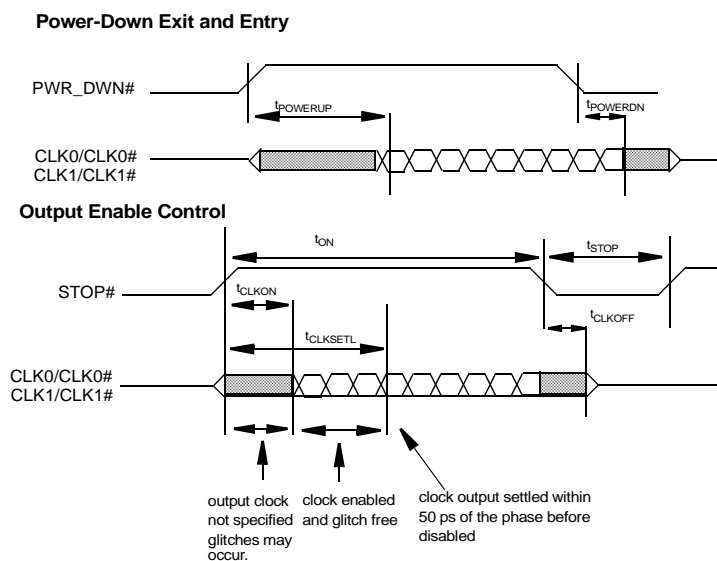 Power-Down Exit and Entry
PWR_DWN#
tPOWERUP
tPOWERDN
CLK0/CLK0#
CLK1/CLK1#
Output Enable Control
tON
tSTOP
STOP#
tCLKON
tCLKOFF
tCLKSETL
CLK0/CLK0#
CLK1/CLK1#
output clock
not specified
glitches may
occur.
clock enabled
and glitch free
clock output settled within
50 ps of the phase before
disabled